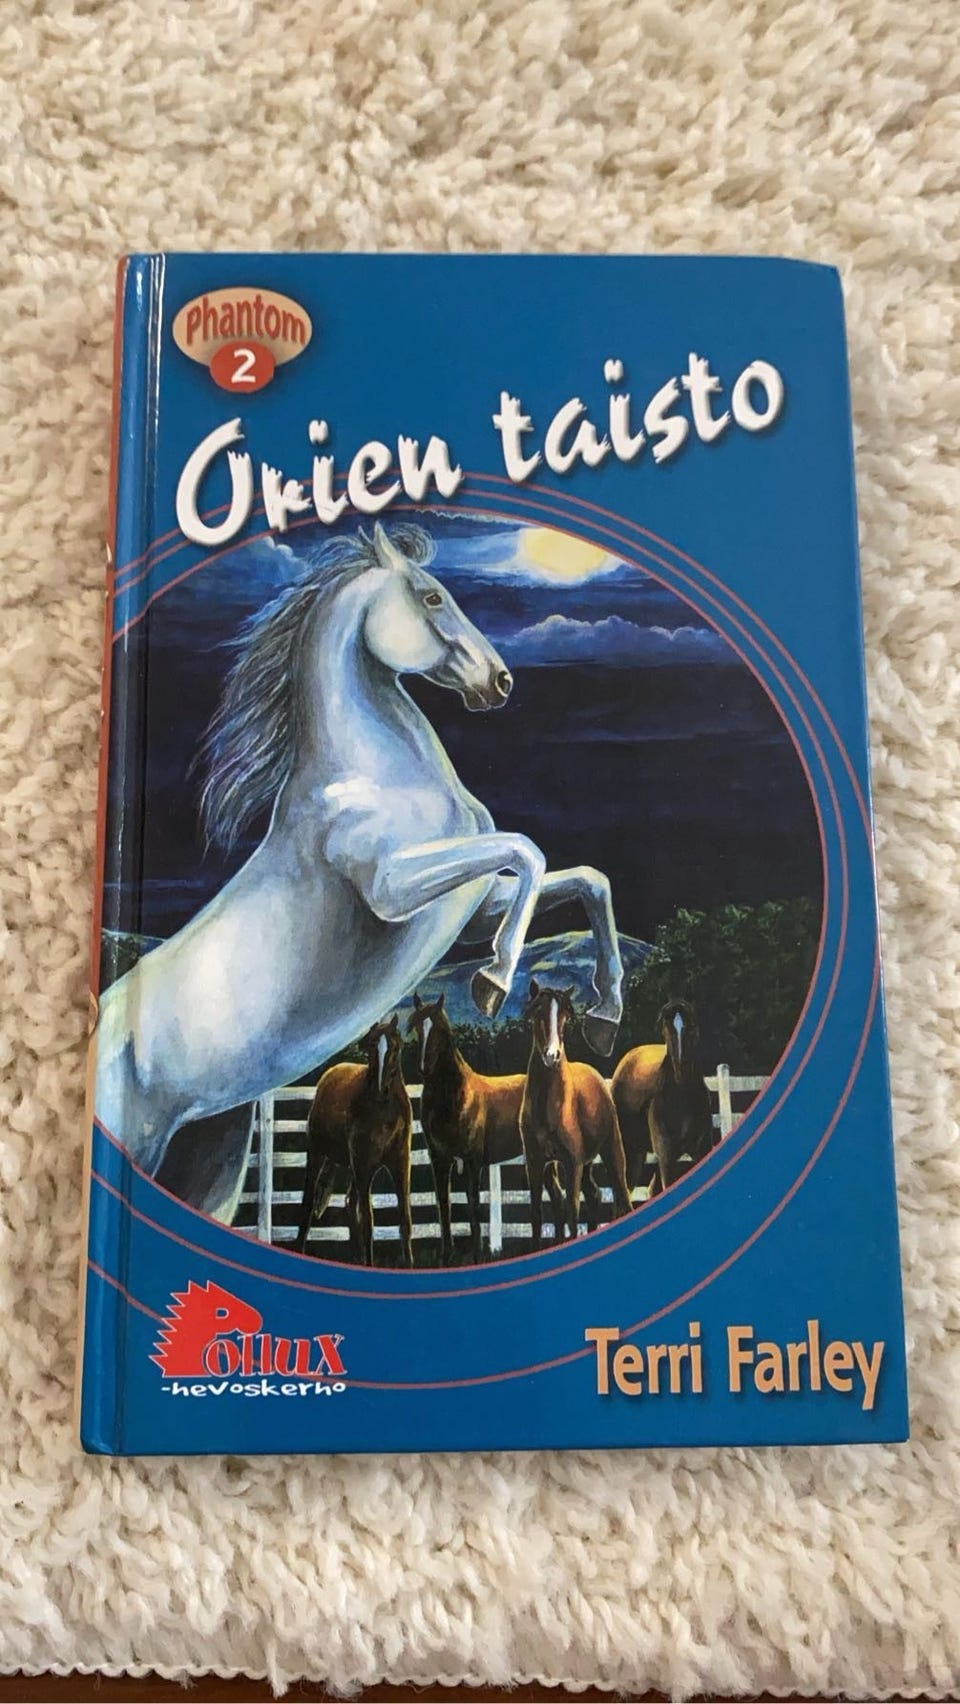 Phantom
2
Orien taisto
Pollux
-hevoskerho
Terri Farley